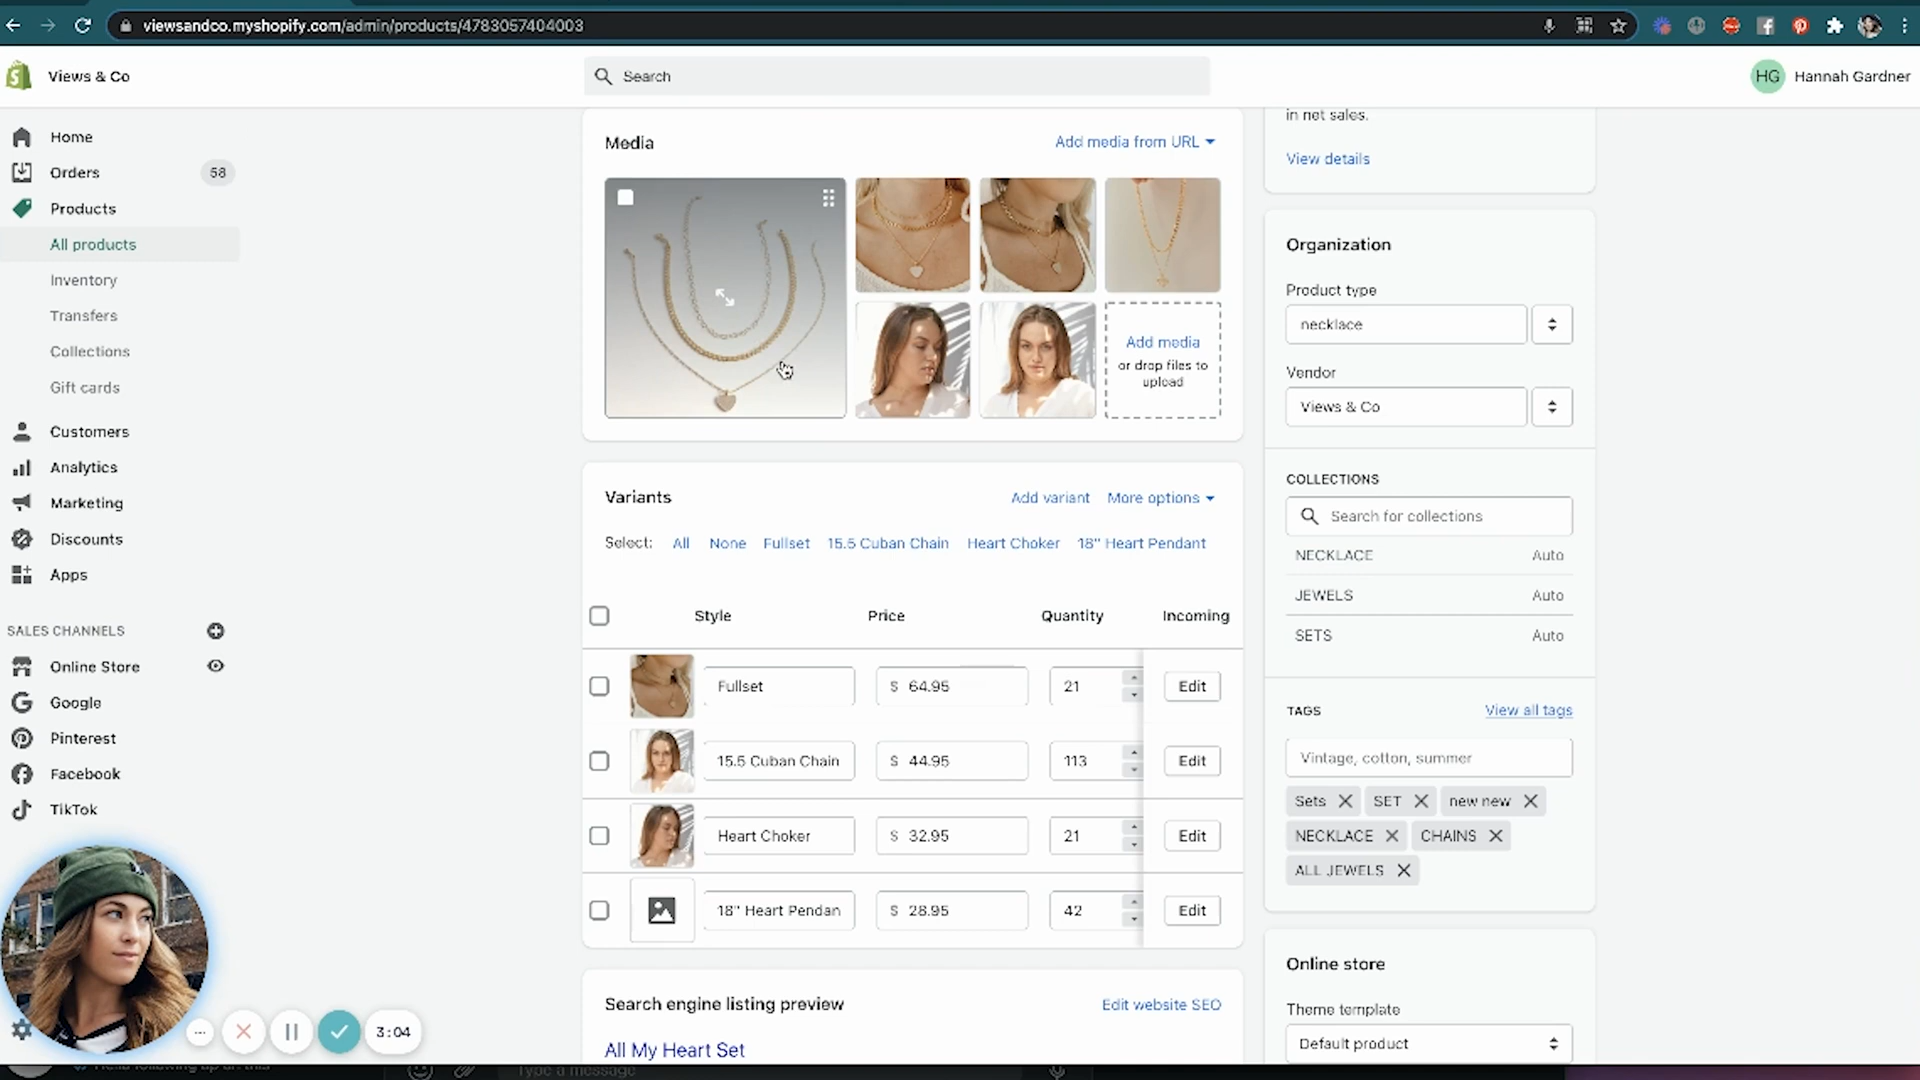 viewsandco.myshopify.com/admin/products/4783057404003
Views & Co
Search
HG
Hannah Gardner
Home
Orders
58
Products
All products
Inventory
Transfers
Collections
Gift cards
Customers
Analytics
Marketing
Discounts
Apps
SALES CHANNELS
Online Store
Google
Pinterest
Facebook
TikTok
3:04
Media
Add media from URL
Add media
or drop files to
upload
Variants
Add variant
More options
Select: All None Fullset 15.5 Cuban Chain Heart Choker 18" Heart Pendant
Style Price Quantity Incoming
Fullset $ 64.95 21 Edit
15.5 Cuban Chain $ 44.95 113 Edit
Heart Choker $ 32.95 21 Edit
18" Heart Pendan $ 28.95 42 Edit
Search engine listing preview
Edit website SEO
All My Heart Set
in net sales.
View details
Organization
Product type
necklace
Vendor
Views & Co
COLLECTIONS
Search for collections
NECKLACE Auto
JEWELS Auto
SETS Auto
TAGS
View all tags
Vintage, cotton, summer
Sets SET new new
NECKLACE CHAINS
ALL JEWELS
Online store
Theme template
Default product
Type a message